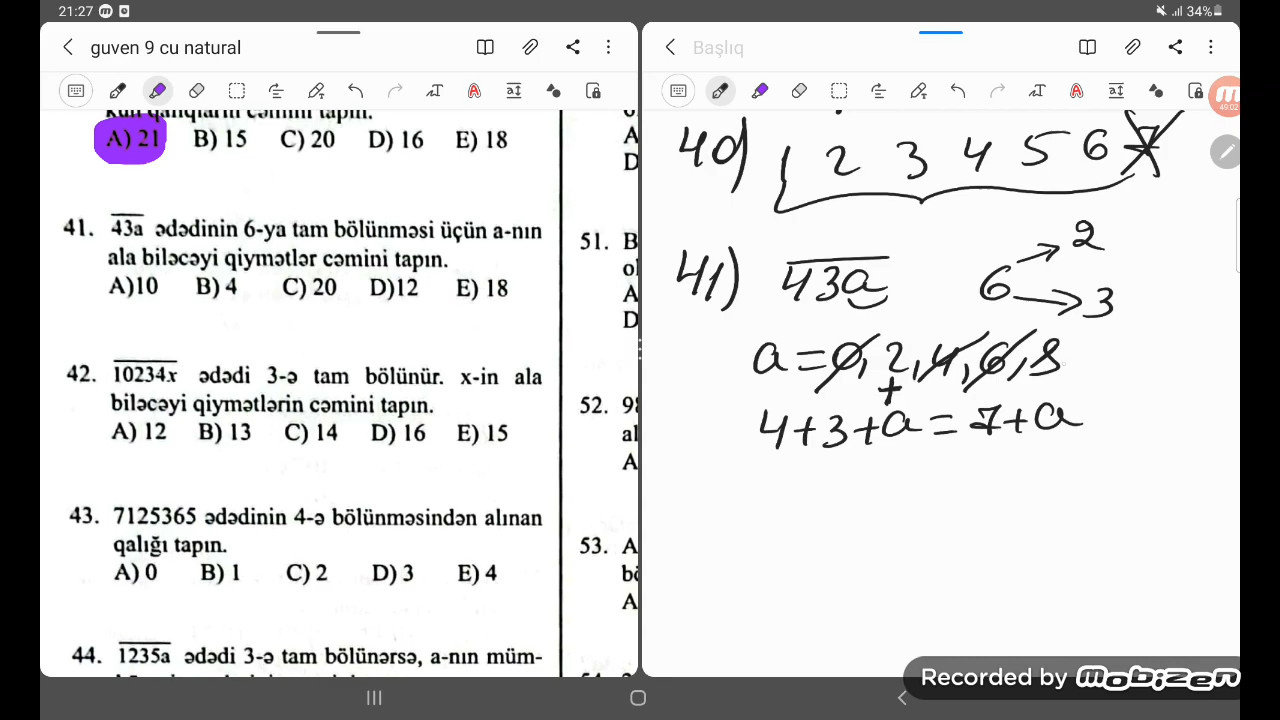 21:27
34%
guven 9 cu natural
A) 21 B) 15 C) 20 D) 16 E) 18
41. 43a ədədinin 6-ya tam bölünməsi üçün a-nın
ala biləcəyi qiymətlər cəmini tapın.
A)10 B) 4 C) 20 D)12 E) 18
42. 10234x ədədi 3-ə tam bölünür. x-in ala
biləcəyi qiymətlərin cəmini tapın.
A) 12 B) 13 C) 14 D) 16 E) 15
43. 7125365 ədədinin 4-ə bölünməsindən alınan
qalığı tapın.
A) 0 B) 1 C) 2 D) 3 E) 4
44. 1235a ədədi 3-ə tam bölünərsə, a-nın müm-
A
D
51. B
A
D
52. 98
al
A
53. A
A
Başlıq
49:02
40) 1 2 3 4 5 6
41) 43a 6 → 2
→ 3
a = 0, 2, 4, 6, 8
+
4+3+a=7+a
Recorded by mobizen